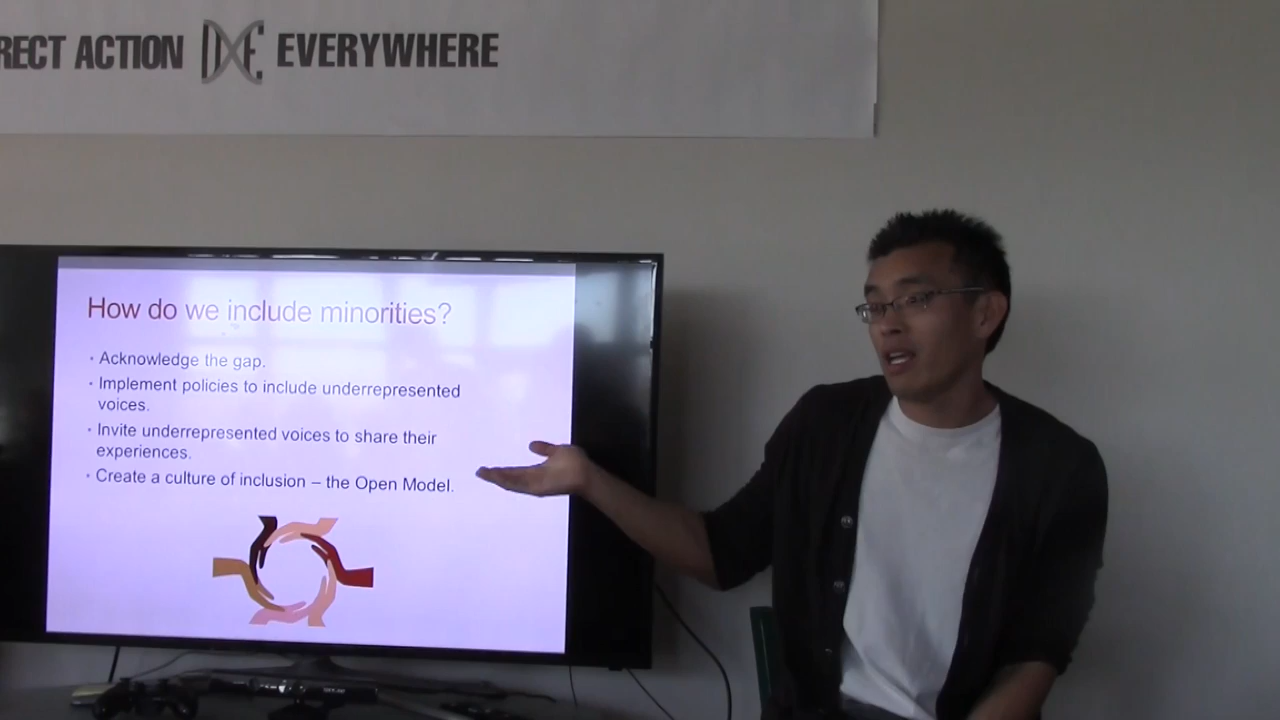 RECT ACTION DXE EVERYWHERE
How do we include minorities?
• Acknowledge the gap.
• Implement policies to include underrepresented
voices.
• Invite underrepresented voices to share their
experiences.
• Create a culture of inclusion – the Open Model.